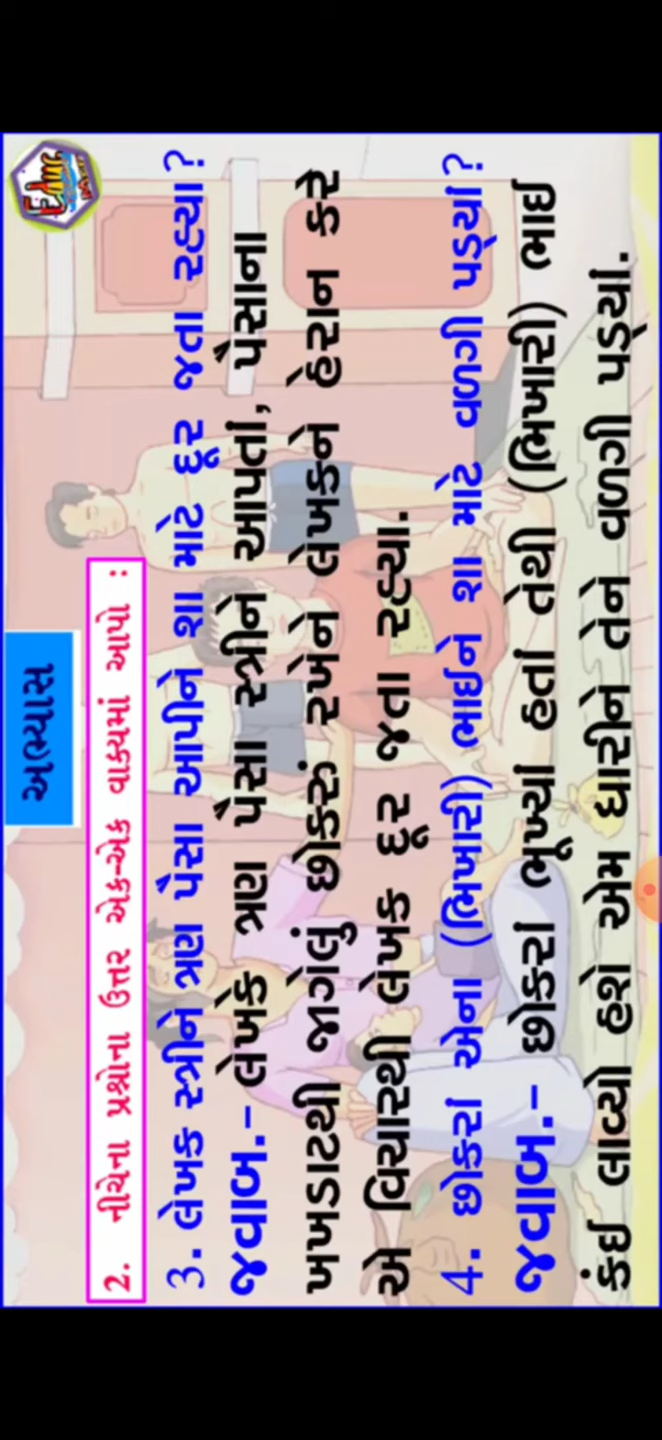 અભ્યાસ
2. નીચેના પ્રશ્નોના ઉત્તર એક-એક વાક્યમાં આપો :
3. લેખક સ્ત્રીને ત્રણ પૈસા આપીને શા માટે દૂર જતા રહ્યા?
જવાબ.- લેખકે ત્રણ પૈસા સ્ત્રીને આપતાં, પૈસાના
ખખડાટથી જાગેલું છોકરું રખેને લેખકને હેરાન કરે
એ વિચારથી લેખક દૂર જતા રહ્યા.
4. છોકરાં એના (ભિખારી) ભાઈને શા માટે વળગી પડ્યાં?
જવાબ.- છોકરાં ભૂખ્યાં હતાં તેથી (ભિખારી) ભાઇ
કંઇ લાવ્યો હશે એમ ધારીને તેને વળગી પડ્યાં.